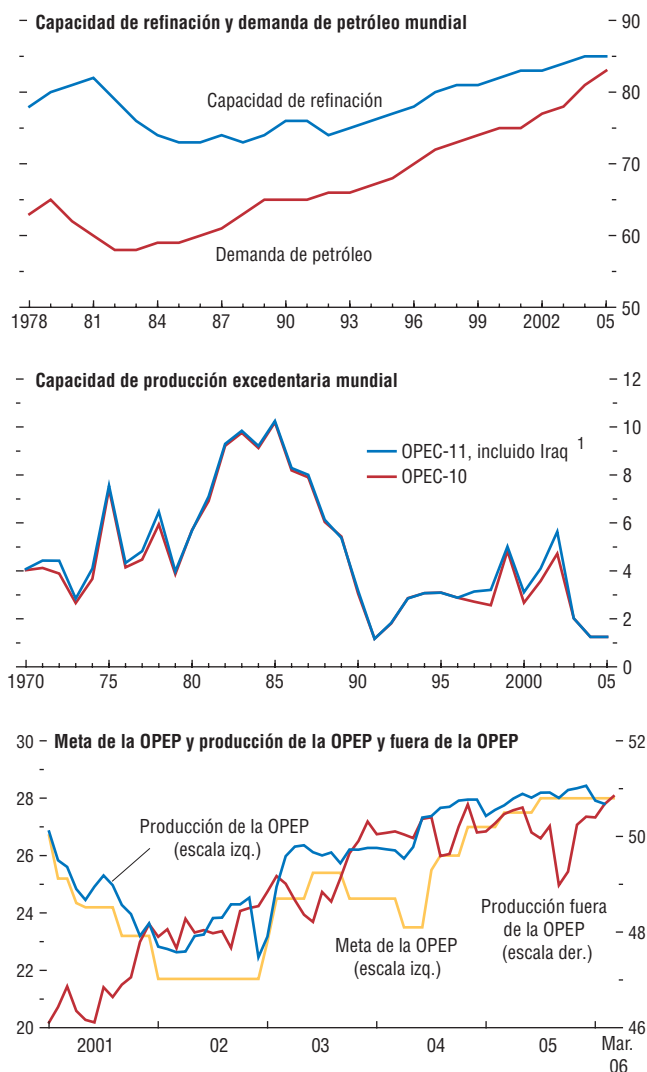 Capacidad de refinación y demanda de petróleo mundial
90
80
70
60
50
Capacidad de refinación
Demanda de petróleo
1978 81 84 87 90 93 96 99 2002 05
Capacidad de producción excedentaria mundial
12
10
8
6
4
2
0
OPEC-11, incluido Iraq 1
OPEC-10
1970 75 80 85 90 95 2000 05
Meta de la OPEP y producción de la OPEP y fuera de la OPEP
30
28
26
24
22
20
52
50
48
46
Producción de la OPEP
(escala izq.)
Meta de la OPEP
(escala izq.)
Producción fuera
de la OPEP
(escala der.)
2001 02 03 04 05 Mar.
06